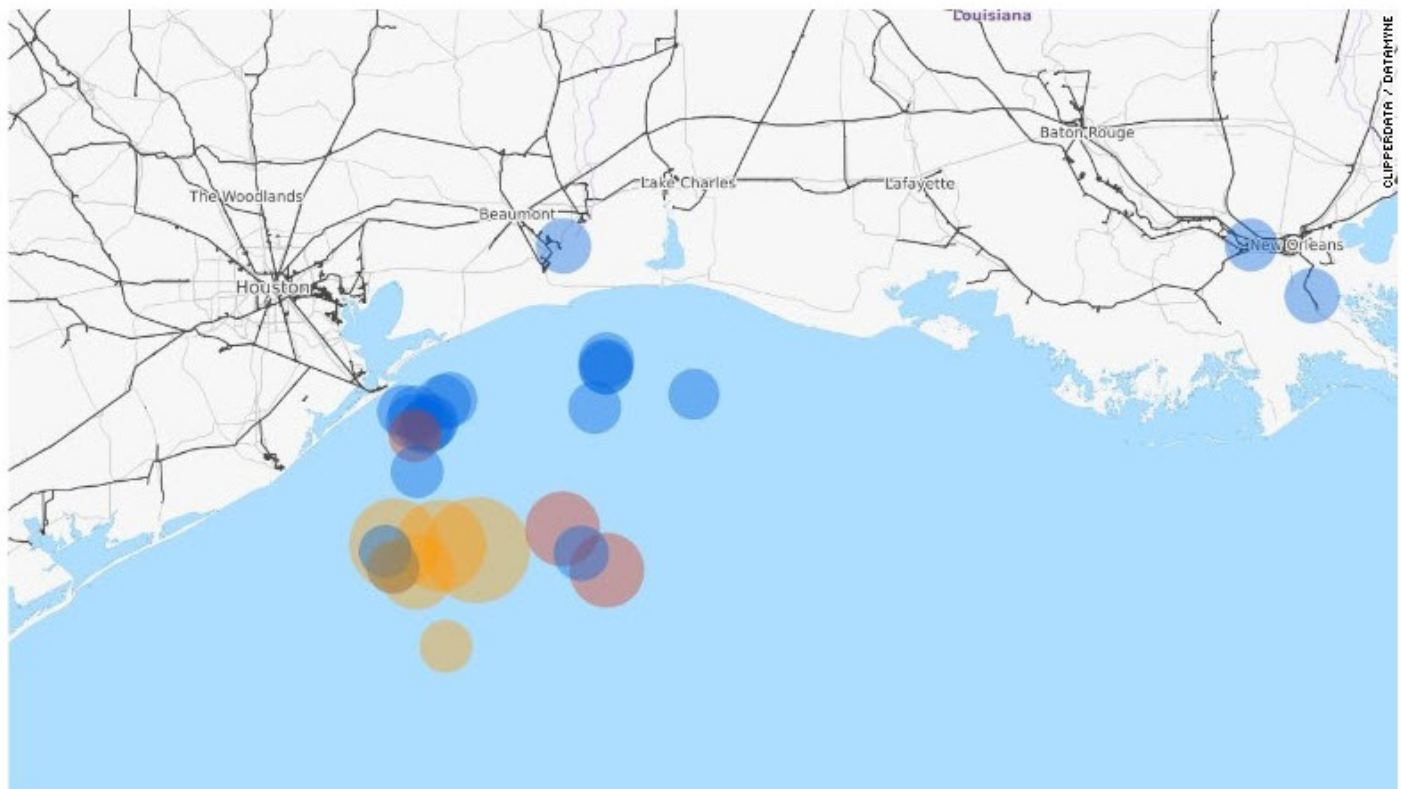 Louisiana
CLIPPERDATA / DATAMYNE
Baton Rouge
The Woodlands
Lake Charles
Lafayette
Beaumont
New Orleans
Houston